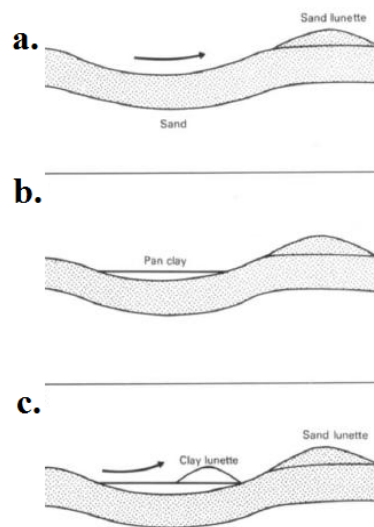 a.
Sand lunette
Sand
b.
Pan clay
c.
Clay lunette
Sand lunette